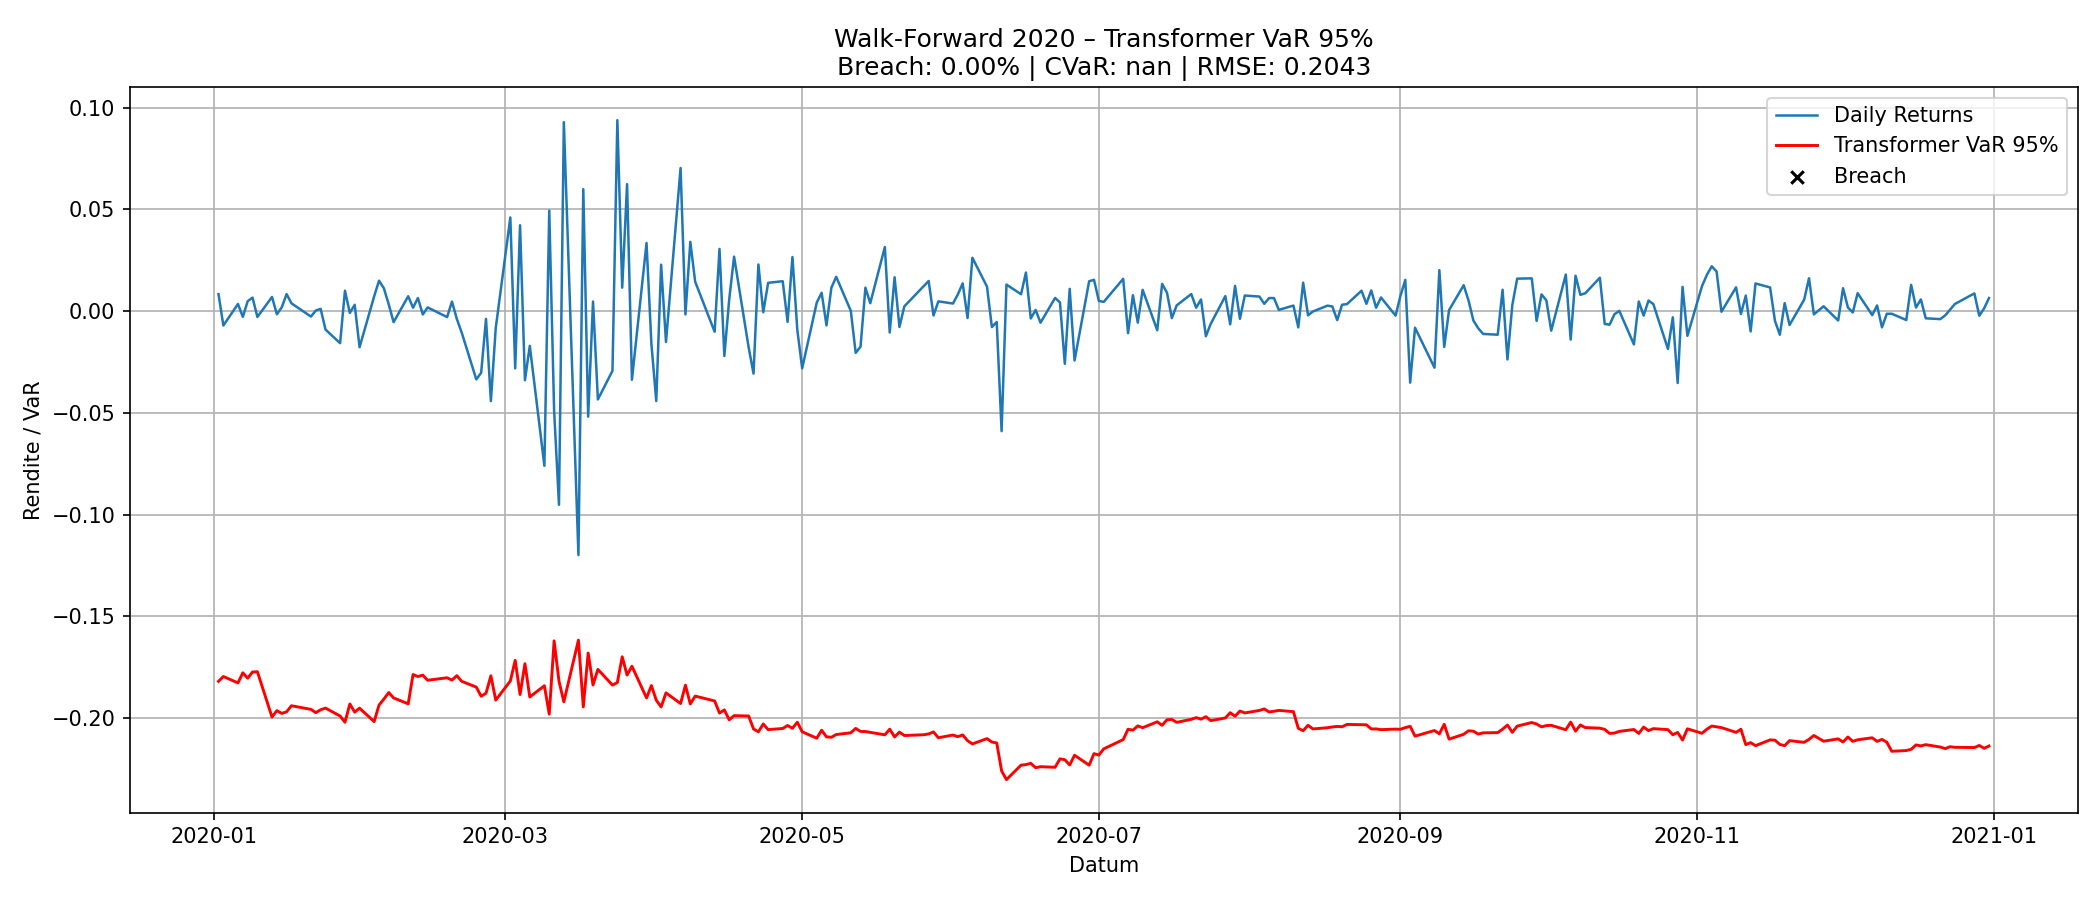 Walk-Forward 2020 – Transformer VaR 95%
Breach: 0.00% | CVaR: nan | RMSE: 0.2043
Daily Returns
Transformer VaR 95%
Breach
Rendite / VaR
0.10
0.05
0.00
−0.05
−0.10
−0.15
−0.20
2020-01
2020-03
2020-05
2020-07
2020-09
2020-11
2021-01
Datum